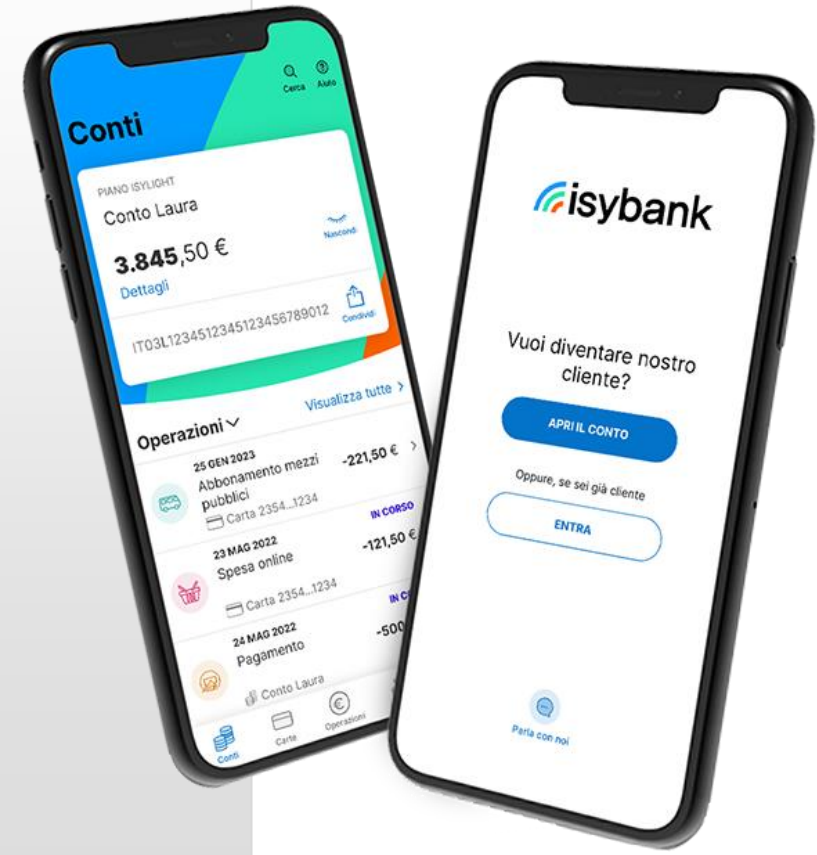 Cerca
Aiuto
Conti
PIANO ISYLIGHT
Conto Laura
3.845,50 €
Nascondi
Dettagli
IT03L1234512345123456789012
Condividi
Operazioni
Visualizza tutte >
25 GEN 2023
Abbonamento mezzi
pubblici
-221,50 € >
Carta 2354...1234
IN CORSO
23 MAG 2022
Spesa online
-121,50 €
Carta 2354...1234
24 MAG 2022
Pagamento
-500
Conto Laura
Conti
Carte
Operazioni
isybank
Vuoi diventare nostro
cliente?
APRI IL CONTO
Oppure, se sei già cliente
ENTRA
Parla con noi